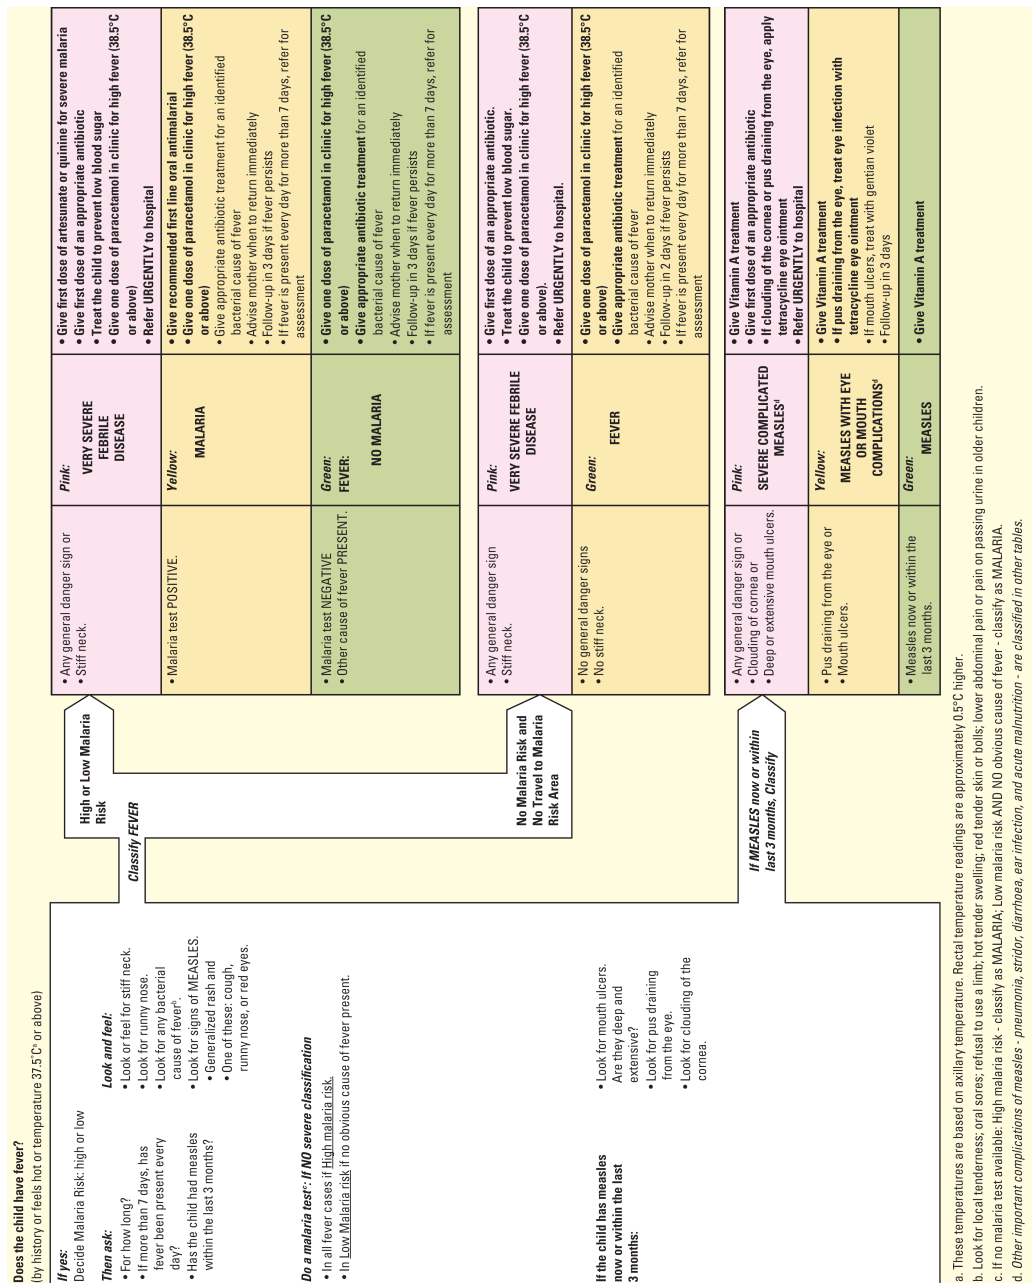 Does the child have fever?
(by history or feels hot or temperature 37.5˚Cᵃ or above)
If yes:
Decide Malaria Risk: high or low
Then ask:
• For how long?
• If more than 7 days, has
fever been present every
day?
• Has the child had measles
within the last 3 months?
Look and feel:
• Look or feel for stiff neck.
• Look for runny nose.
• Look for any bacterial
cause of feverᵇ.
• Look for signs of MEASLES.
• Generalized rash and
• One of these: cough,
runny nose, or red eyes.
Do a malaria testᶜ: If NO severe classification
• In all fever cases if High malaria risk.
• In Low Malaria risk if no obvious cause of fever present.
If the child has measles
now or within the last
3 months:
• Look for mouth ulcers.
Are they deep and
extensive?
• Look for pus draining
from the eye.
• Look for clouding of the
cornea.
Classify FEVER
High or Low Malaria
Risk
• Any general danger sign or
• Stiff neck.
Pink:
VERY SEVERE
FEBRILE
DISEASE
• Give first dose of artesunate or quinine for severe malaria
• Give first dose of an appropriate antibiotic
• Treat the child to prevent low blood sugar
• Give one dose of paracetamol in clinic for high fever (38.5°C
or above)
• Refer URGENTLY to hospital
• Malaria test POSITIVE.
Yellow:
MALARIA
• Give recommended first line oral antimalarial
• Give one dose of paracetamol in clinic for high fever (38.5°C
or above)
• Give appropriate antibiotic treatment for an identified
bacterial cause of fever
• Advise mother when to return immediately
• Follow-up in 3 days if fever persists
• If fever is present every day for more than 7 days, refer for
assessment
• Malaria test NEGATIVE
• Other cause of fever PRESENT.
Green:
FEVER:
NO MALARIA
• Give one dose of paracetamol in clinic for high fever (38.5°C
or above)
• Give appropriate antibiotic treatment for an identified
bacterial cause of fever
• Advise mother when to return immediately
• Follow-up in 3 days if fever persists
• If fever is present every day for more than 7 days, refer for
assessment
No Malaria Risk and
No Travel to Malaria
Risk Area
• Any general danger sign
• Stiff neck.
Pink:
VERY SEVERE FEBRILE
DISEASE
• Give first dose of an appropriate antibiotic.
• Treat the child to prevent low blood sugar.
• Give one dose of paracetamol in clinic for high fever (38.5°C
or above).
• Refer URGENTLY to hospital.
• No general danger signs
• No stiff neck.
Green:
FEVER
• Give one dose of paracetamol in clinic for high fever (38.5°C
or above)
• Give appropriate antibiotic treatment for an identified
bacterial cause of fever
• Advise mother when to return immediately
• Follow-up in 2 days if fever persists
• If fever is present every day for more than 7 days, refer for
assessment
If MEASLES now or within
last 3 months, Classify
• Any general danger sign or
• Clouding of cornea or
• Deep or extensive mouth ulcers.
Pink:
SEVERE COMPLICATED
MEASLESᵈ
• Give Vitamin A treatment
• Give first dose of an appropriate antibiotic
• If clouding of the cornea or pus draining from the eye, apply
tetracycline eye ointment
• Refer URGENTLY to hospital
• Pus draining from the eye or
• Mouth ulcers.
Yellow:
MEASLES WITH EYE
OR MOUTH
COMPLICATIONSᵈ
• Give Vitamin A treatment
• If pus draining from the eye, treat eye infection with
tetracycline eye ointment
• If mouth ulcers, treat with gentian violet
• Follow-up in 3 days
• Measles now or within the
last 3 months.
Green:
MEASLES
• Give Vitamin A treatment
a. These temperatures are based on axillary temperature. Rectal temperature readings are approximately 0.5°C higher.
b. Look for local tenderness; oral sores; refusal to use a limb; hot tender swelling; red tender skin or bolls; lower abdominal pain or pain on passing urine in older children.
c. If no malaria test available: High malaria risk - classify as MALARIA; Low malaria risk AND NO obvious cause of fever - classify as MALARIA.
d. Other important complications of measles - pneumonia, stridor, diarrhoea, ear infection, and acute malnutrition - are classified in other tables.